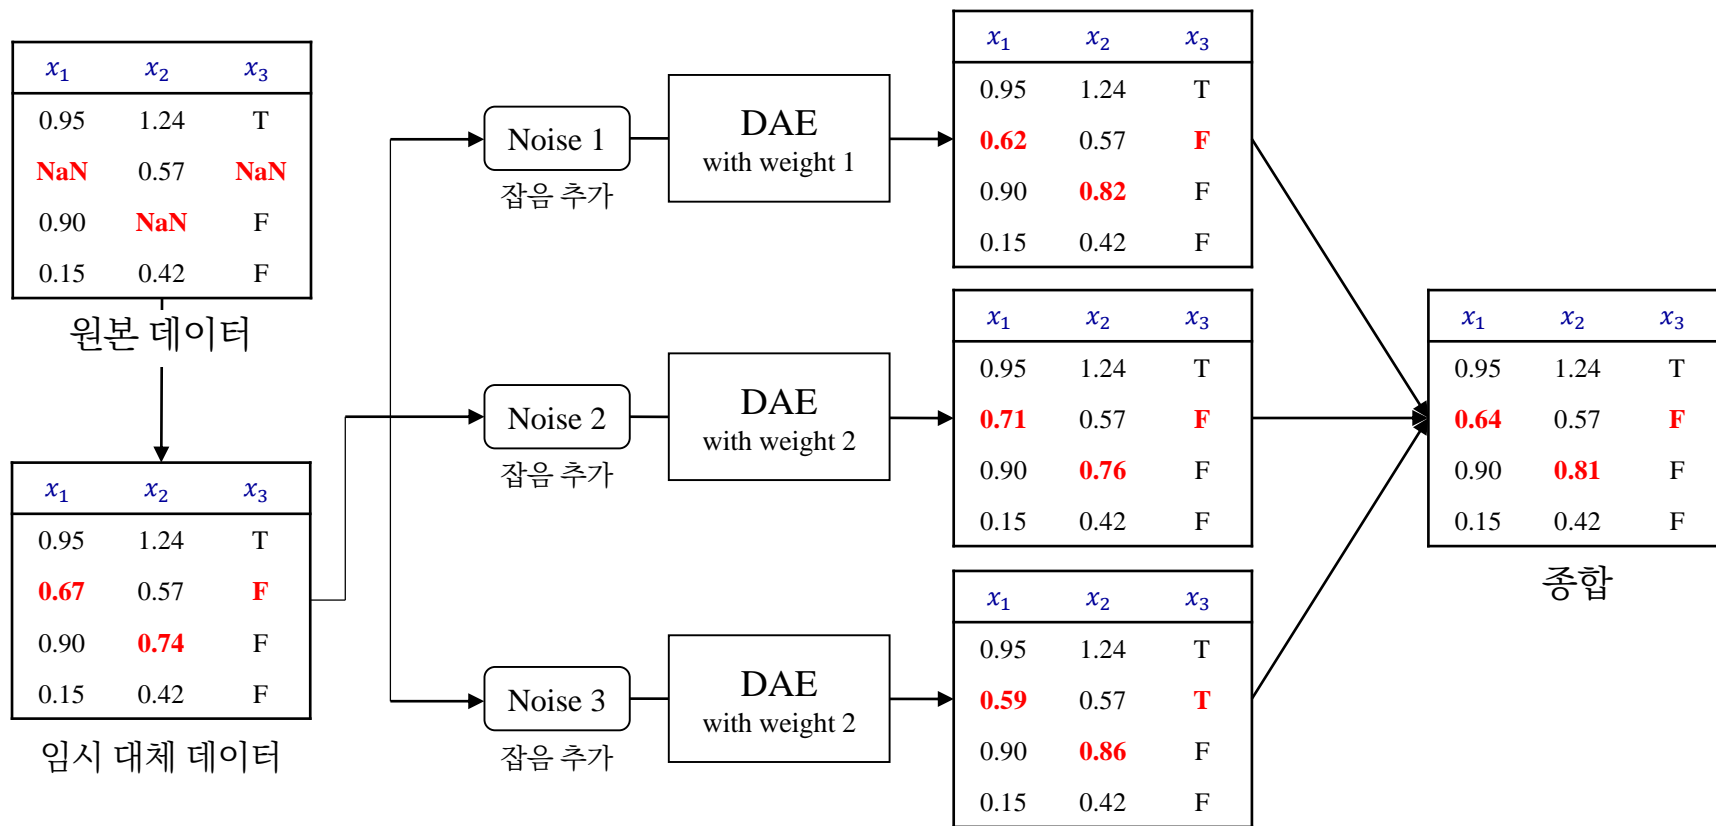 x₁ x₂ x₃
0.95 1.24 T
NaN 0.57 NaN
0.90 NaN F
0.15 0.42 F
원본 데이터
x₁ x₂ x₃
0.95 1.24 T
0.67 0.57 F
0.90 0.74 F
0.15 0.42 F
임시 대체 데이터
Noise 1
잡음 추가
DAE
with weight 1
x₁ x₂ x₃
0.95 1.24 T
0.62 0.57 F
0.90 0.82 F
0.15 0.42 F
Noise 2
잡음 추가
DAE
with weight 2
x₁ x₂ x₃
0.95 1.24 T
0.71 0.57 F
0.90 0.76 F
0.15 0.42 F
Noise 3
잡음 추가
DAE
with weight 2
x₁ x₂ x₃
0.95 1.24 T
0.59 0.57 T
0.90 0.86 F
0.15 0.42 F
x₁ x₂ x₃
0.95 1.24 T
0.64 0.57 F
0.90 0.81 F
0.15 0.42 F
종합